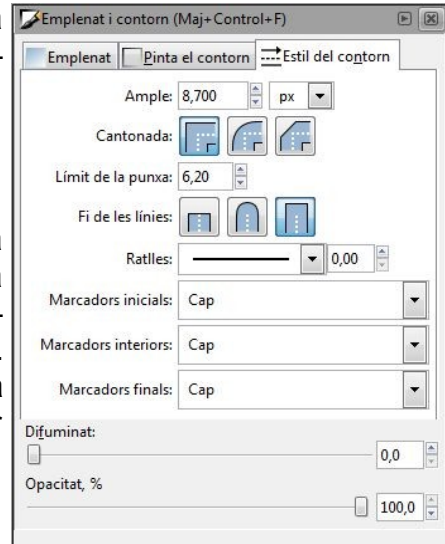 Emplenat i contorn (Maj+Control+F)
Emplenat Pinta el contorn Estil del contorn
Ample: 8,700 px
Cantonada:
Límit de la punxa: 6,20
Fi de les línies:
Ratlles: 0,00
Marcadors inicials: Cap
Marcadors interiors: Cap
Marcadors finals: Cap
Difuminat:
0,0
Opacitat, %
100,0